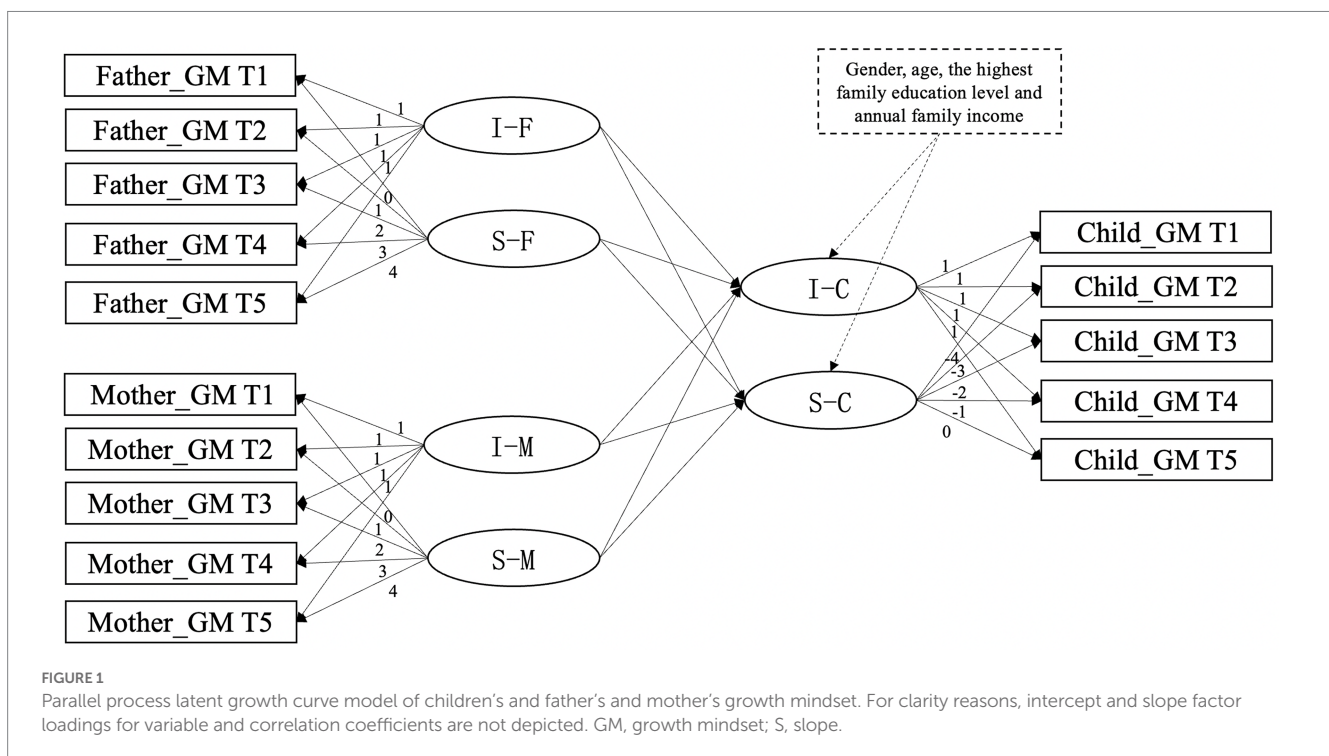 Father_GM T1
Father_GM T2
Father_GM T3
Father_GM T4
Father_GM T5
1
1
1
1
1
0
1
2
3
4
I-F
S-F
Mother_GM T1
Mother_GM T2
Mother_GM T3
Mother_GM T4
Mother_GM T5
1
1
1
1
1
0
1
2
3
4
I-M
S-M
Gender, age, the highest
family education level and
annual family income
I-C
S-C
1
1
1
1
1
-4
-3
-2
-1
0
Child_GM T1
Child_GM T2
Child_GM T3
Child_GM T4
Child_GM T5
FIGURE 1
Parallel process latent growth curve model of children's and father's and mother's growth mindset. For clarity reasons, intercept and slope factor
loadings for variable and correlation coefficients are not depicted. GM, growth mindset; S, slope.